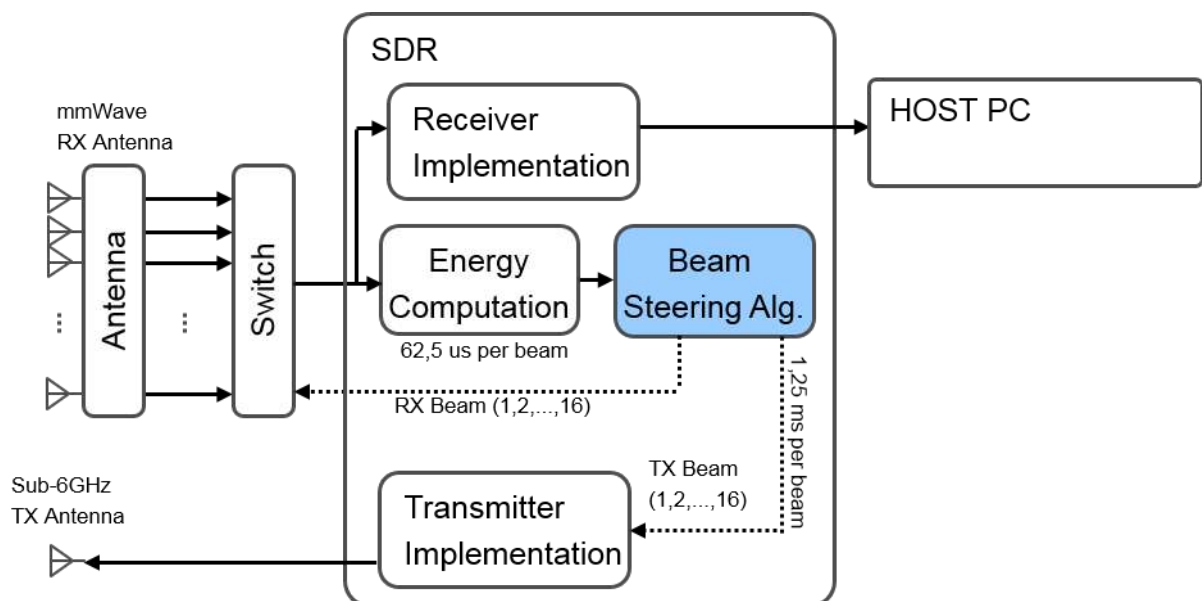 SDR
mmWave
RX Antenna
Receiver
Implementation
HOST PC
Antenna
Switch
...
...
Energy
Computation
62,5 us per beam
Beam
Steering Alg.
RX Beam (1,2,...,16)
1,25 ms per beam
TX Beam
(1,2,...,16)
Sub-6GHz
TX Antenna
Transmitter
Implementation